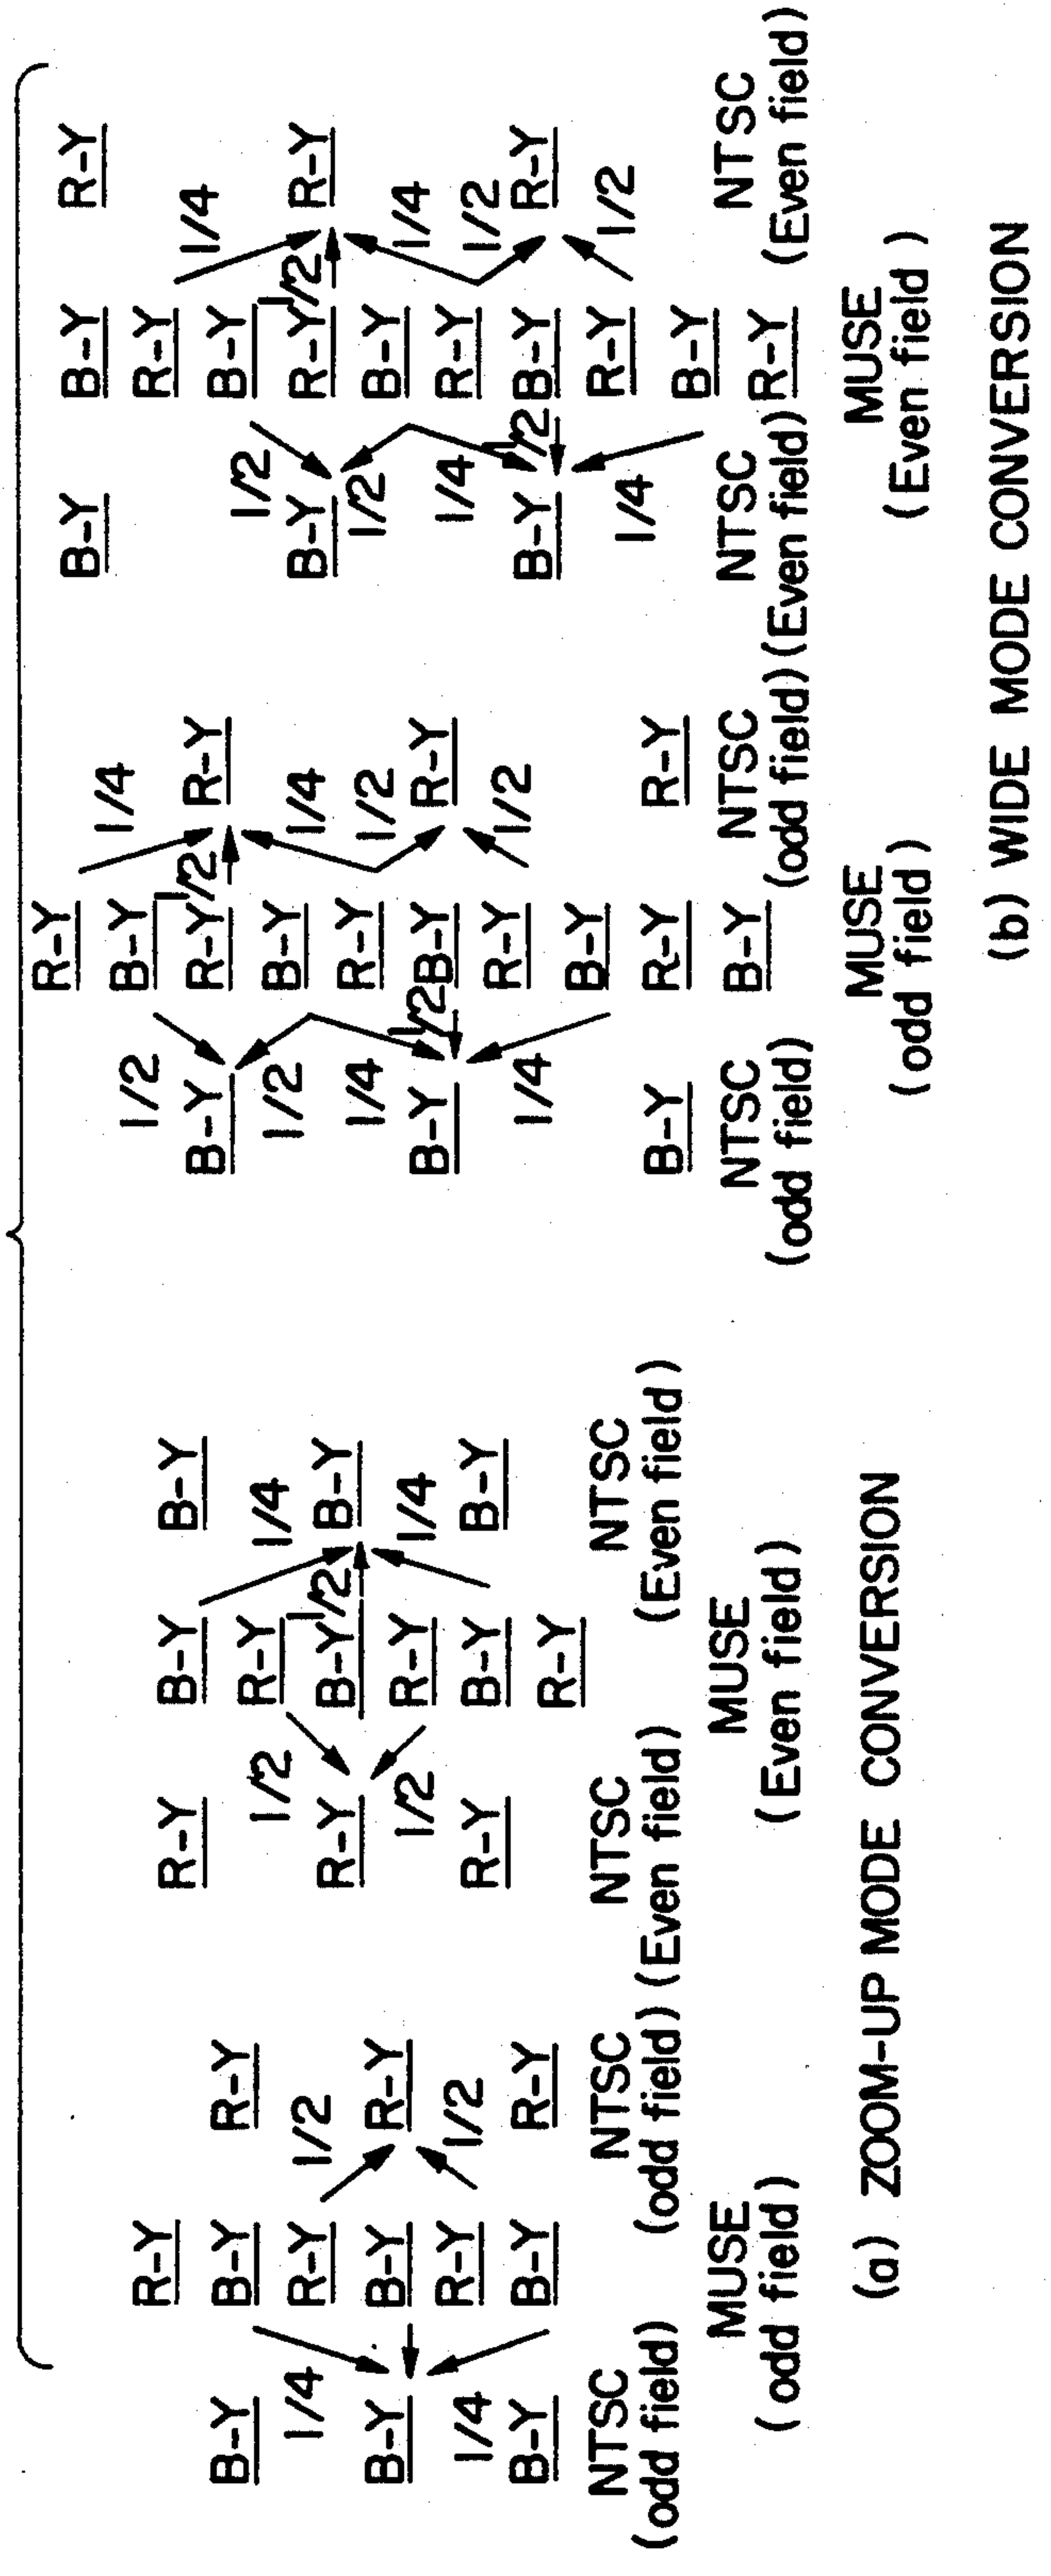 B-Y
1/4
B-Y
1/4
B-Y
NTSC
(odd field)
R-Y
B-Y
R-Y
B-Y
R-Y
B-Y
MUSE
(odd field)
R-Y
1/2
R-Y
1/2
R-Y
NTSC
(odd field)
R-Y
1/2
R-Y
1/2
R-Y
NTSC
(Even field)
B-Y
R-Y
B-Y
1/2
R-Y
B-Y
R-Y
MUSE
(Even field)
B-Y
1/4
B-Y
1/4
B-Y
NTSC
(Even field)
(a) ZOOM-UP MODE CONVERSION
1/2
B-Y
1/2
1/4
B-Y
1/2
1/4
B-Y
NTSC
(odd field)
R-Y
B-Y
R-Y
1/2
B-Y
R-Y
B-Y
R-Y
B-Y
R-Y
B-Y
MUSE
(odd field)
1/4
R-Y
1/4
1/2
R-Y
1/2
R-Y
NTSC
(odd field)
B-Y
1/2
B-Y
1/2
1/4
B-Y
1/2
1/4
NTSC
(Even field)
B-Y
R-Y
B-Y
R-Y
1/2
B-Y
R-Y
B-Y
R-Y
B-Y
R-Y
MUSE
(Even field)
R-Y
1/4
R-Y
1/4
1/2
R-Y
1/2
NTSC
(Even field)
(b) WIDE MODE CONVERSION